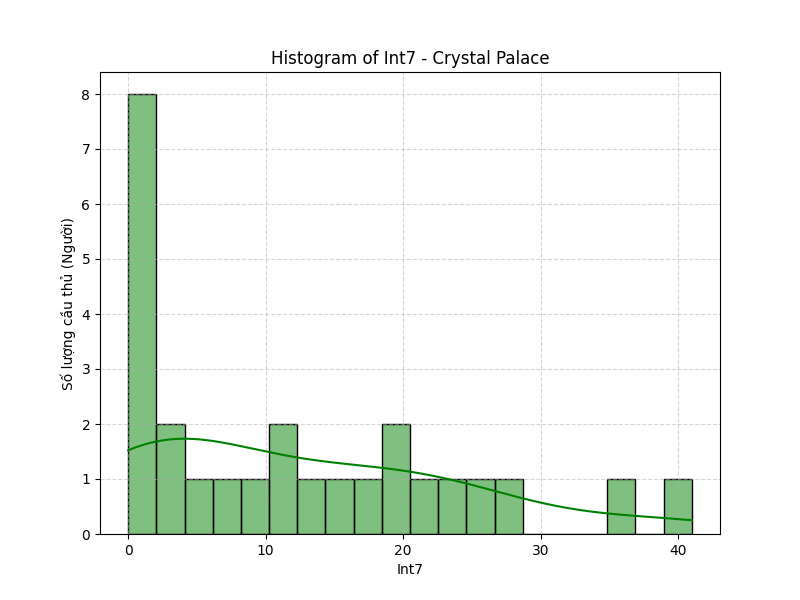 Histogram of Int7 - Crystal Palace
8
7
6
5
4
3
2
1
0
Số lượng cầu thủ (Người)
0 10 20 30 40
Int7